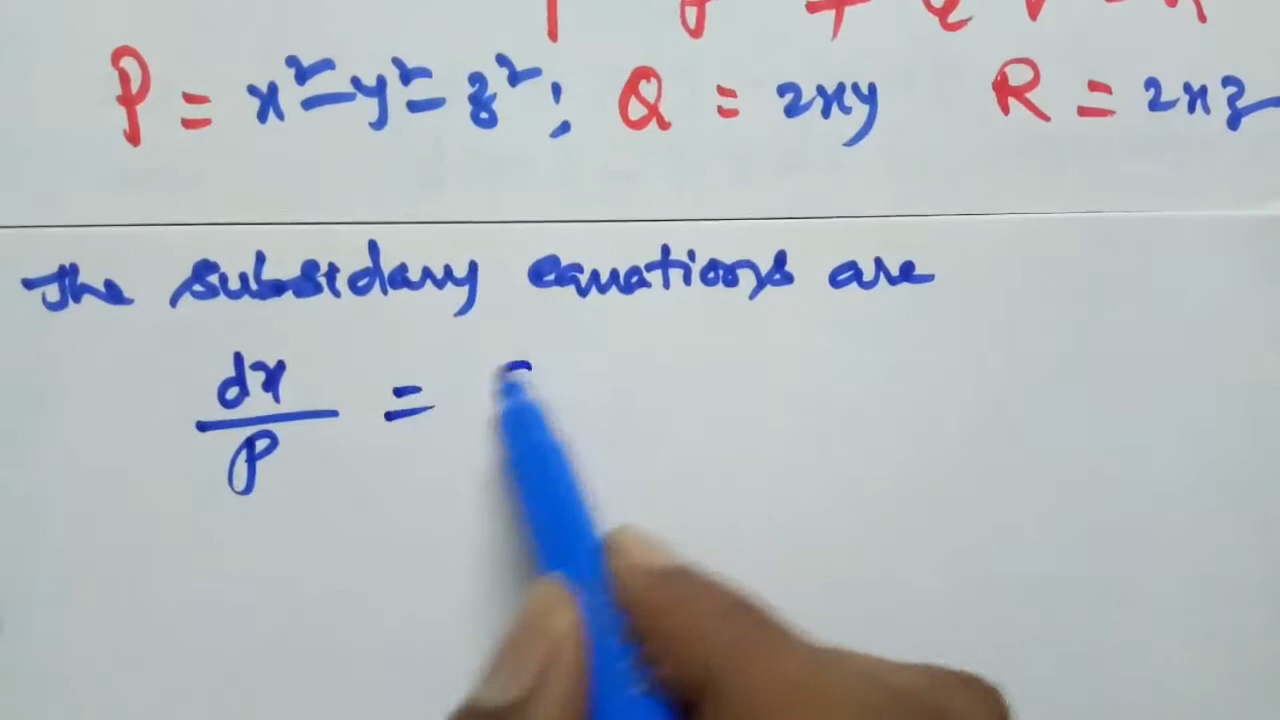 P = x²-y²-z²; Q = 2xy R = 2xz
The subsidary equations are
dx/P =